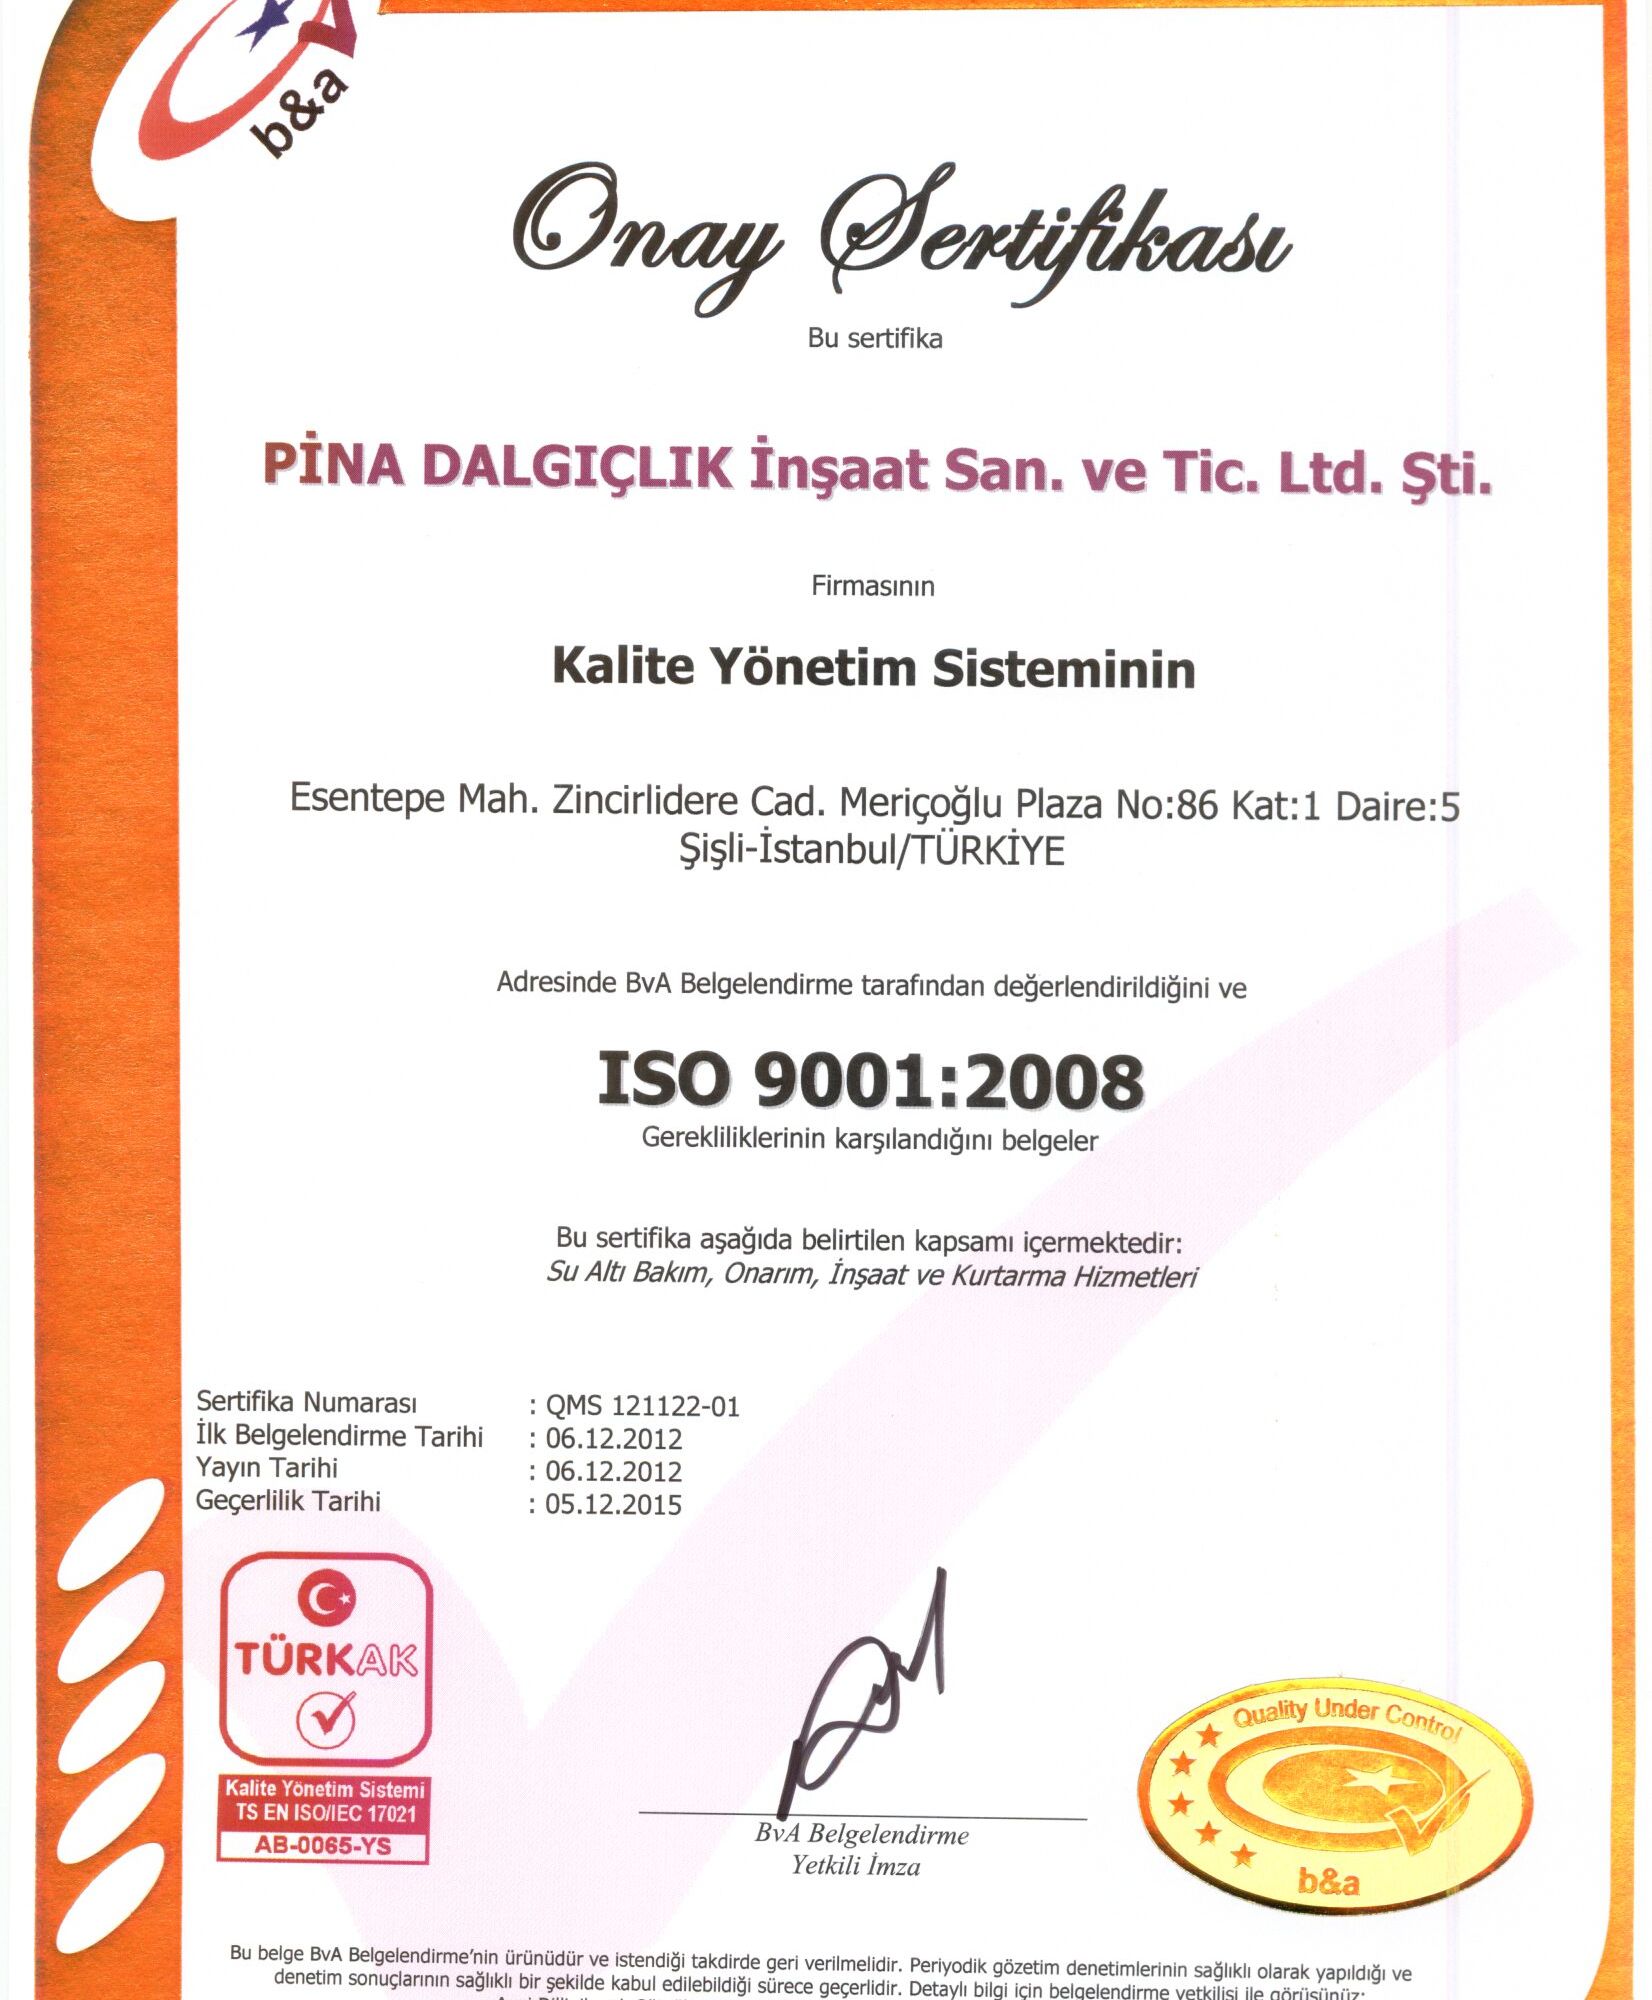 b&a
Onay Sertifikası
Bu sertifika
PİNA DALGIÇLIK İnşaat San. ve Tic. Ltd. Şti.
Firmasının
Kalite Yönetim Sisteminin
Esentepe Mah. Zincirlidere Cad. Meriçoğlu Plaza No:86 Kat:1 Daire:5
Şişli-İstanbul/TÜRKİYE
Adresinde BvA Belgelendirme tarafından değerlendirildiğini ve
ISO 9001:2008
Gerekliliklerinin karşılandığını belgeler
Bu sertifika aşağıda belirtilen kapsamı içermektedir:
Su Altı Bakım, Onarım, İnşaat ve Kurtarma Hizmetleri
Sertifika Numarası : QMS 121122-01
İlk Belgelendirme Tarihi : 06.12.2012
Yayın Tarihi : 06.12.2012
Geçerlilik Tarihi : 05.12.2015
TÜRKAK
Kalite Yönetim Sistemi
TS EN ISO/IEC 17021
AB-0065-YS
BvA Belgelendirme
Yetkili İmza
Quality Under Control
b&a
Bu belge BvA Belgelendirme'nin ürünüdür ve istendiği takdirde geri verilmelidir. Periyodik gözetim denetimlerinin sağlıklı olarak yapıldığı ve
denetim sonuçlarının sağlıklı bir şekilde kabul edilebildiği sürece geçerlidir. Detaylı bilgi için belgelendirme yetkilisi ile görüşünüz: